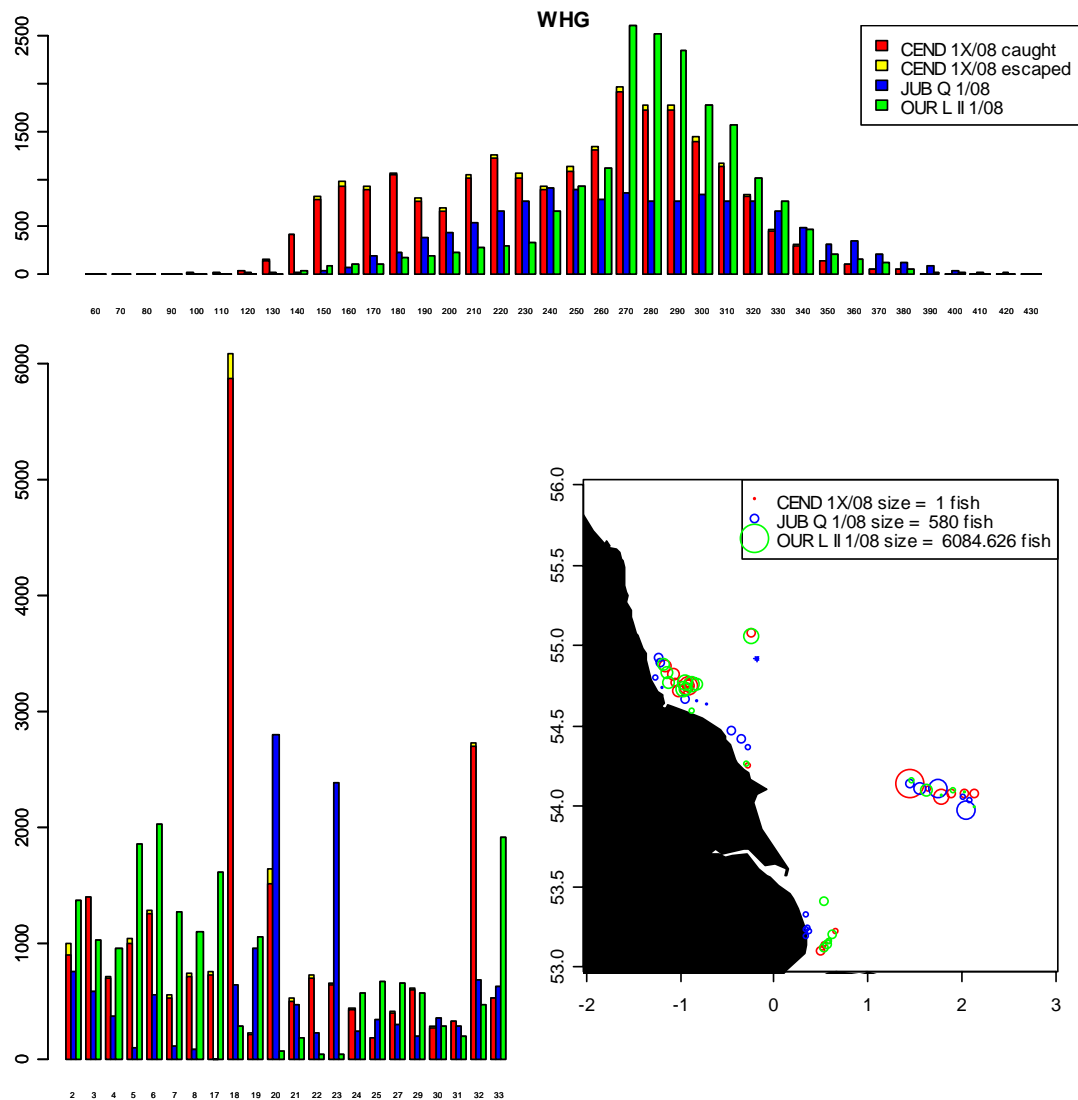 WHG
CEND 1X/08 caught
CEND 1X/08 escaped
JUB Q 1/08
OUR L II 1/08
0 500 1500 2500
60 70 80 90 100 110 120 130 140 150 160 170 180 190 200 210 220 230 240 250 260 270 280 290 300 310 320 330 340 350 360 370 380 390 400 410 420 430
0 1000 2000 3000 4000 5000 6000
2 3 4 5 6 7 8 17 18 19 20 21 22 23 24 25 27 29 30 31 32 33
CEND 1X/08 size = 1 fish
JUB Q 1/08 size = 580 fish
OUR L II 1/08 size = 6084.626 fish
53.0 53.5 54.0 54.5 55.0 55.5 56.0
-2 -1 0 1 2 3